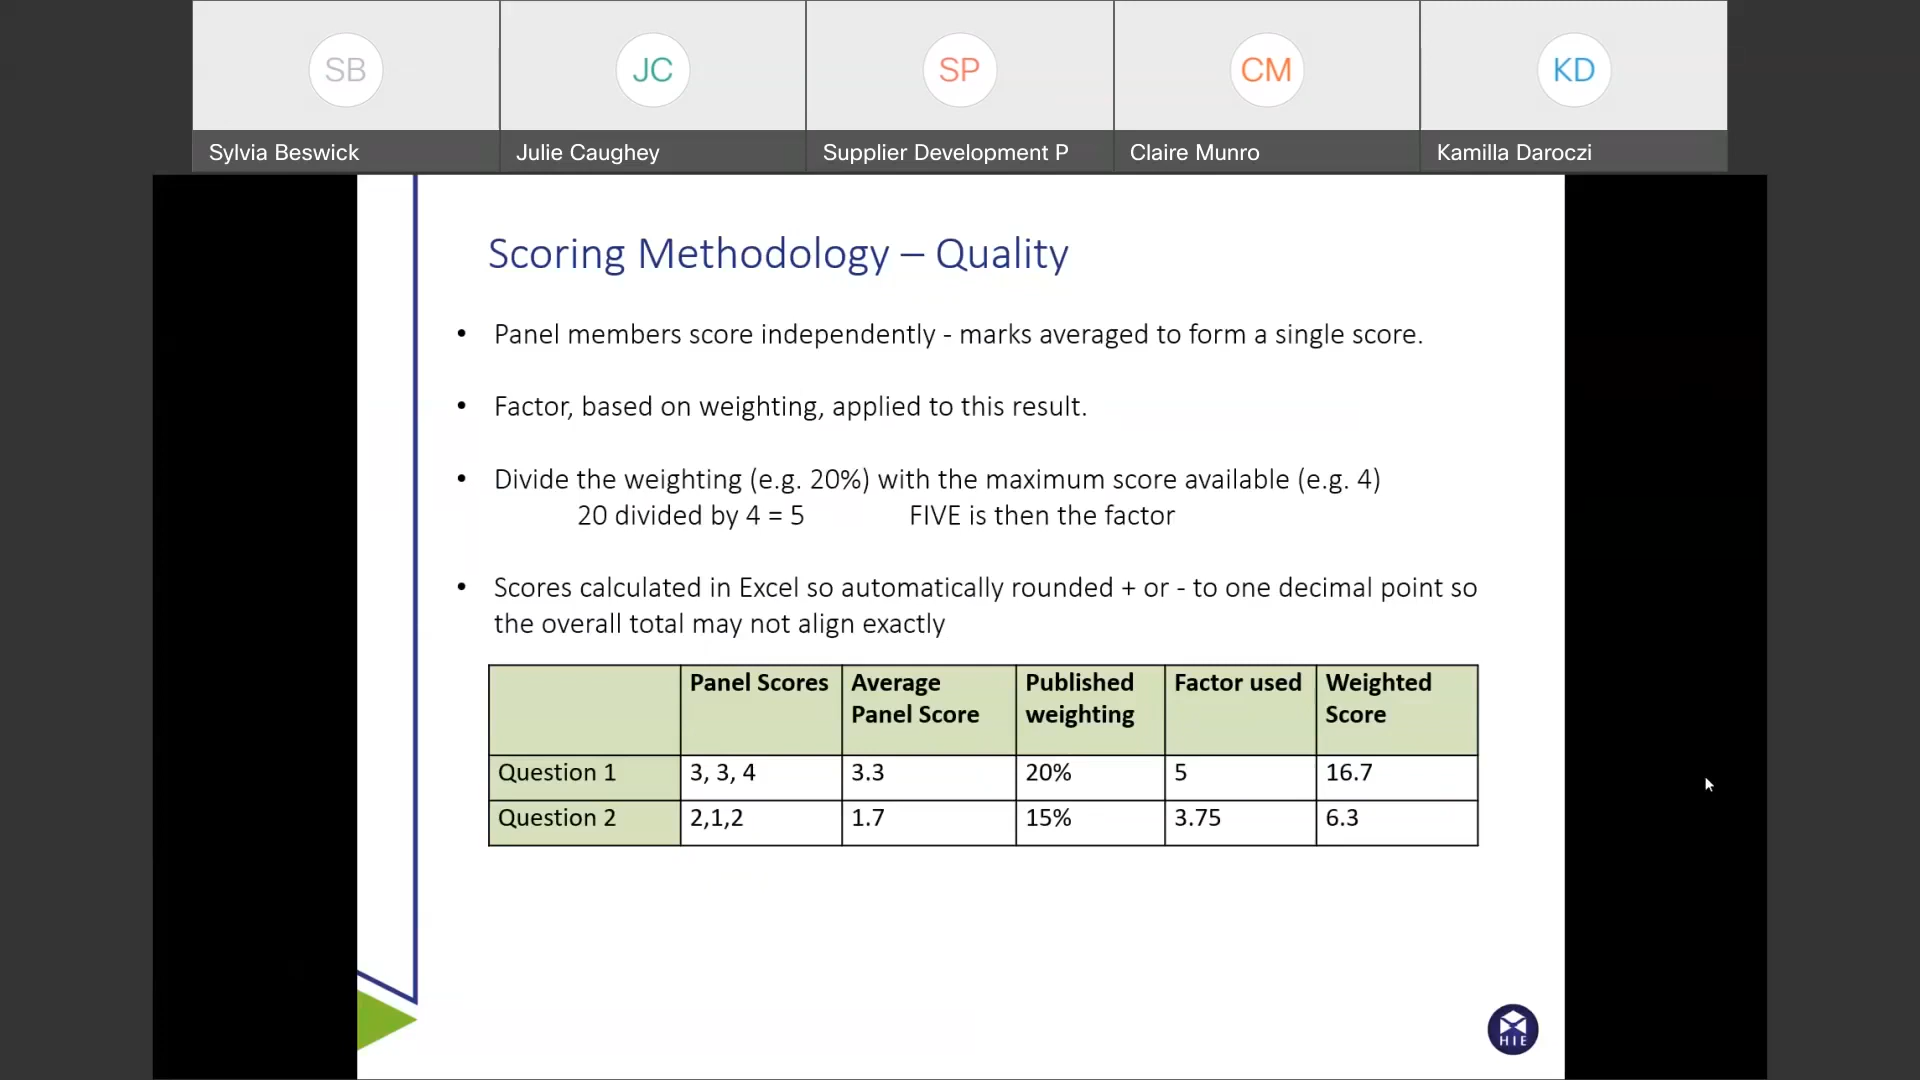 SB
JC
SP
CM
KD
Sylvia Beswick
Julie Caughey
Supplier Development P
Claire Munro
Kamilla Daroczi
Scoring Methodology – Quality
• Panel members score independently - marks averaged to form a single score.
• Factor, based on weighting, applied to this result.
• Divide the weighting (e.g. 20%) with the maximum score available (e.g. 4)
20 divided by 4 = 5 FIVE is then the factor
• Scores calculated in Excel so automatically rounded + or - to one decimal point so
the overall total may not align exactly
Panel Scores Average Published Factor used Weighted
Panel Score weighting Score
Question 1 3, 3, 4 3.3 20% 5 16.7
Question 2 2,1,2 1.7 15% 3.75 6.3
HIE